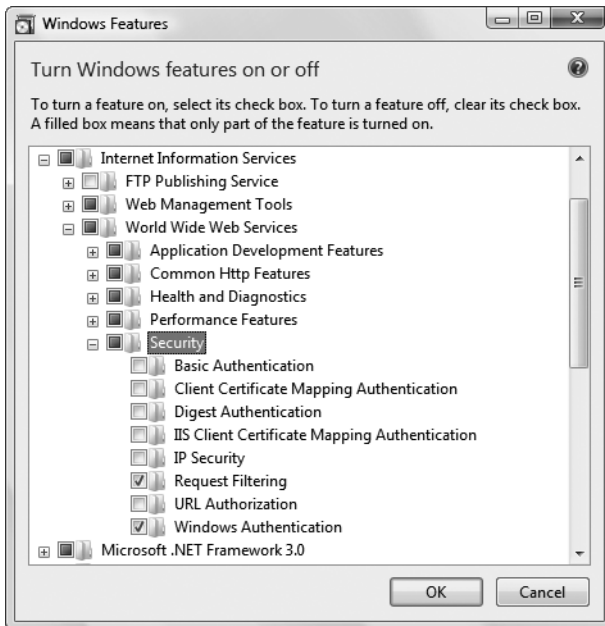 Windows Features
Turn Windows features on or off
To turn a feature on, select its check box. To turn a feature off, clear its check box.
A filled box means that only part of the feature is turned on.
Internet Information Services
FTP Publishing Service
Web Management Tools
World Wide Web Services
Application Development Features
Common Http Features
Health and Diagnostics
Performance Features
Security
Basic Authentication
Client Certificate Mapping Authentication
Digest Authentication
IIS Client Certificate Mapping Authentication
IP Security
Request Filtering
URL Authorization
Windows Authentication
Microsoft .NET Framework 3.0
OK
Cancel